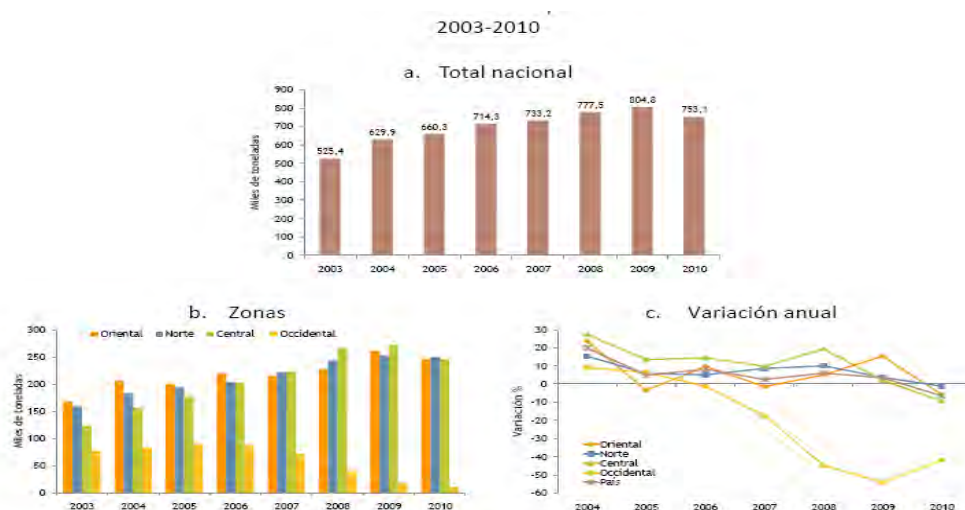 2003-2010
a. Total nacional
900
800
700
600
500
400
300
200
100
0
Miles de toneladas
525,4
629,9
660,3
714,3
733,2
777,5
804,8
753,1
2003 2004 2005 2006 2007 2008 2009 2010
b. Zonas
Oriental Norte Central Occidental
300
250
200
150
100
50
0
Miles de toneladas
2003 2004 2005 2006 2007 2008 2009 2010
c. Variación anual
30
20
10
0
-10
-20
-30
-40
-50
-60
Variación %
Oriental
Norte
Central
Occidental
País
2004 2005 2006 2007 2008 2009 2010